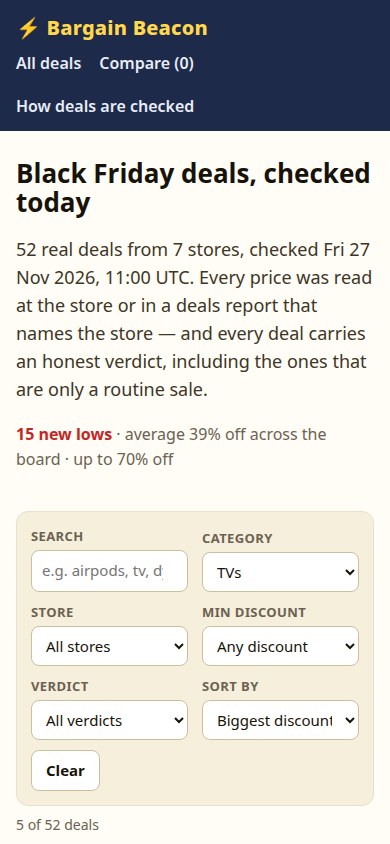 ⚡ Bargain Beacon
All deals Compare (0)
How deals are checked
Black Friday deals, checked
today
52 real deals from 7 stores, checked Fri 27
Nov 2026, 11:00 UTC. Every price was read
at the store or in a deals report that
names the store — and every deal carries
an honest verdict, including the ones that
are only a routine sale.
15 new lows · average 39% off across the
board · up to 70% off
SEARCH
CATEGORY
e.g. airpods, tv, d
TVs
STORE
MIN DISCOUNT
All stores
Any discount
VERDICT
SORT BY
All verdicts
Biggest discount
Clear
5 of 52 deals